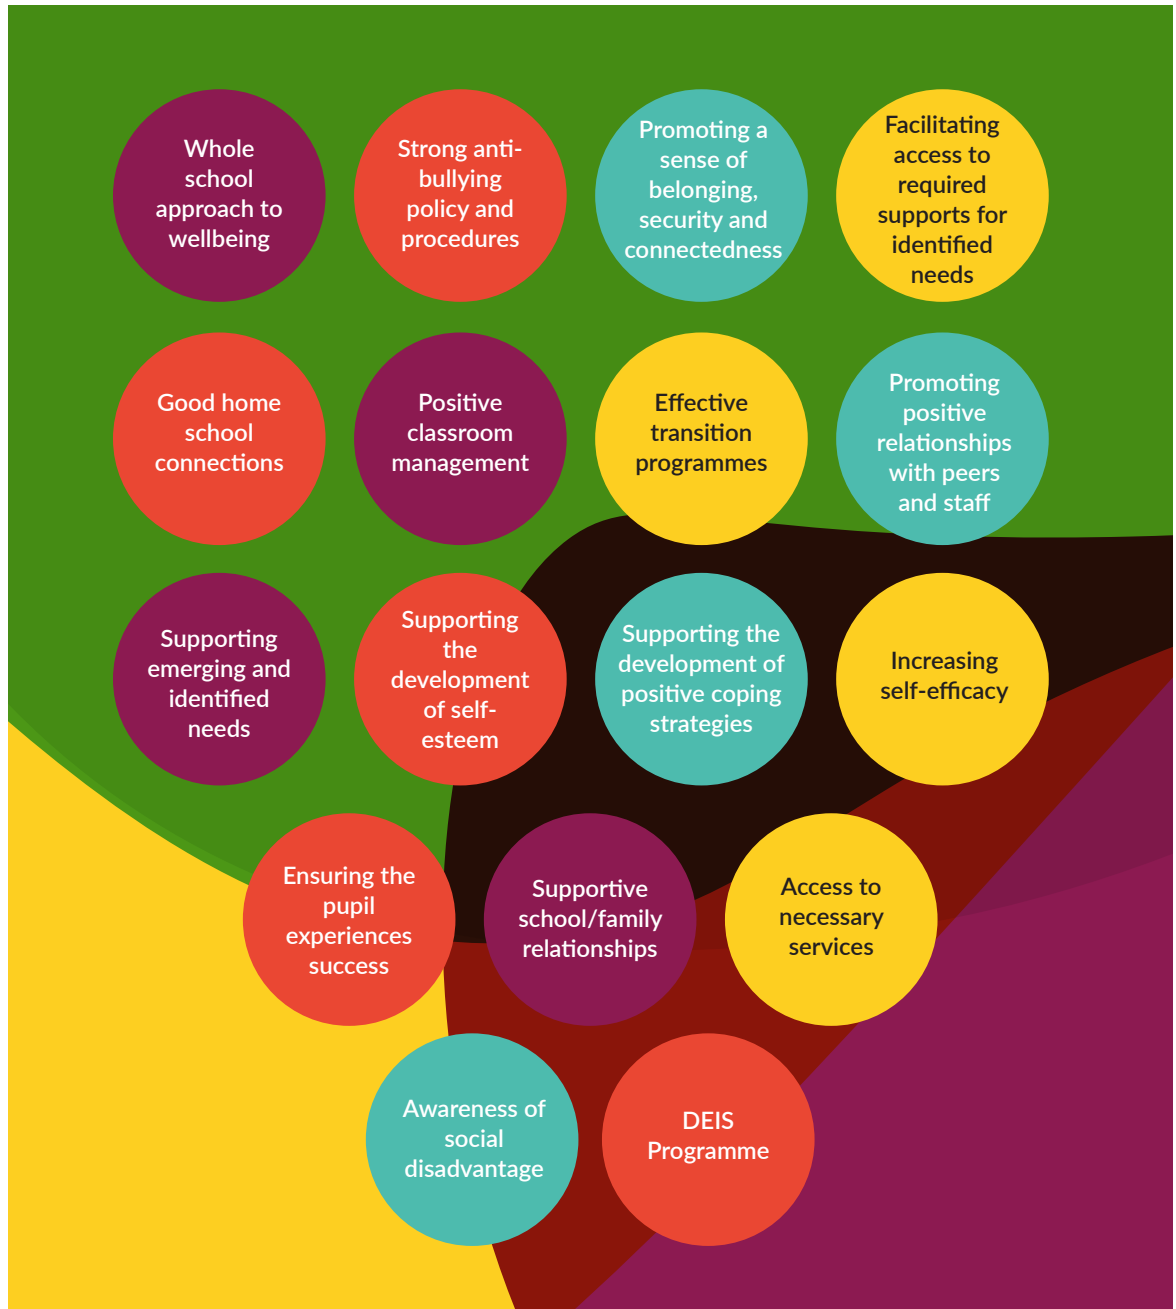 Whole
school
approach to
wellbeing
Strong anti-
bullying
policy and
procedures
Promoting a
sense of
belonging,
security and
connectedness
Facilitating
access to
required
supports for
identified
needs
Good home
school
connections
Positive
classroom
management
Effective
transition
programmes
Promoting
positive
relationships
with peers
and staff
Supporting
emerging and
identified
needs
Supporting
the
development
of self-
esteem
Supporting the
development of
positive coping
strategies
Increasing
self-efficacy
Ensuring the
pupil
experiences
success
Supportive
school/family
relationships
Access to
necessary
services
Awareness of
social
disadvantage
DEIS
Programme